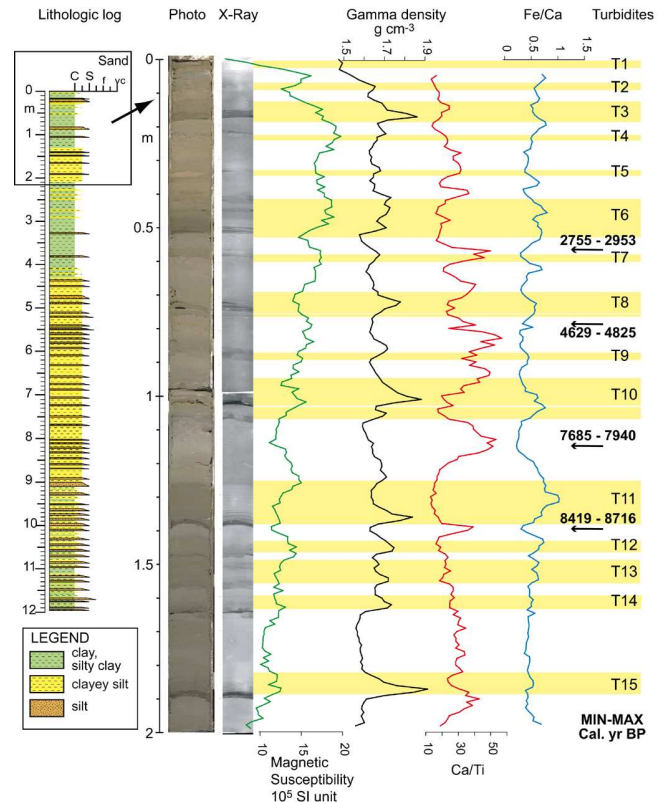 Lithologic log Photo X-Ray Gamma density Fe/Ca Turbidites
g cm-3
Sand
C S f vc
1.5 1.7 1.9
0 0.5 1 1.5
0
m
1
2
3
4
5
6
7
8
9
10
11
12
0
m
0.5
1
1.5
2
T1
T2
T3
T4
T5
T6
2755 - 2953
T7
T8
4629 - 4825
T9
T10
7685 - 7940
T11
8419 - 8716
T12
T13
T14
T15
MIN-MAX
Cal. yr BP
LEGEND
clay,
silty clay
clayey silt
silt
10 20
Magnetic
Susceptibility
10⁵ SI unit
10 30 50
Ca/Ti